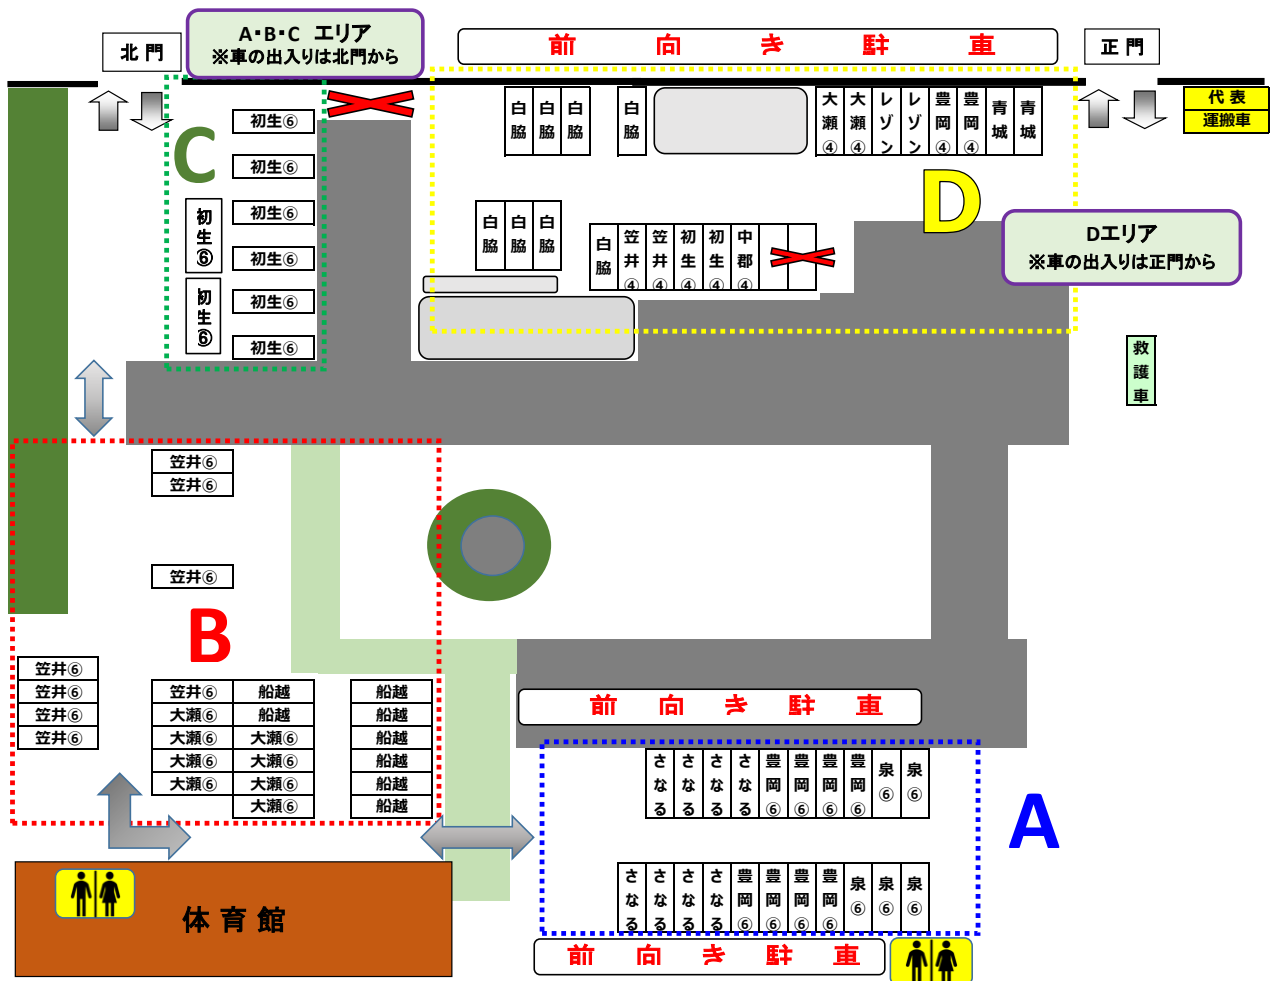 北門
A・B・C エリア
※車の出入りは北門から
前向き駐車
正門
代表
運搬車
C
初生⑥
初生⑥
初生⑥
初生⑥
初生⑥
初生⑥
初生⑥
初生⑥
白脇
白脇
白脇
白脇
大瀬④
大瀬④
レゾン
レゾン
豊岡④
豊岡④
青城
青城
D
白脇
白脇
白脇
白脇
笠井④
笠井④
初生④
初生④
中郡④
Dエリア
※車の出入りは正門から
救護車
笠井⑥
笠井⑥
笠井⑥
B
笠井⑥
笠井⑥
笠井⑥
笠井⑥
笠井⑥ 船越
大瀬⑥ 船越
大瀬⑥ 大瀬⑥
大瀬⑥ 大瀬⑥
大瀬⑥ 大瀬⑥
大瀬⑥
船越
船越
船越
船越
船越
船越
前向き駐車
さなる
さなる
さなる
さなる
豊岡⑥
豊岡⑥
豊岡⑥
豊岡⑥
泉⑥
泉⑥
A
さなる
さなる
さなる
さなる
豊岡⑥
豊岡⑥
豊岡⑥
豊岡⑥
泉⑥
泉⑥
泉⑥
前向き駐車
体育館